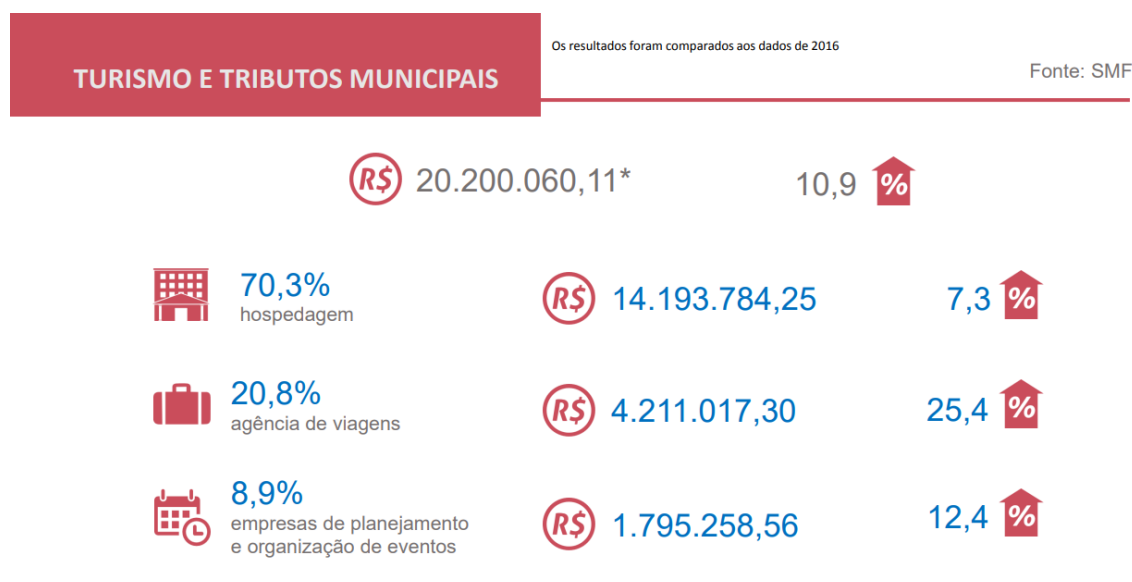 Os resultados foram comparados aos dados de 2016
TURISMO E TRIBUTOS MUNICIPAIS
Fonte: SMF
R$ 20.200.060,11* 10,9 %
70,3% R$ 14.193.784,25 7,3 %
hospedagem
20,8% R$ 4.211.017,30 25,4 %
agência de viagens
8,9% R$ 1.795.258,56 12,4 %
empresas de planejamento
e organização de eventos